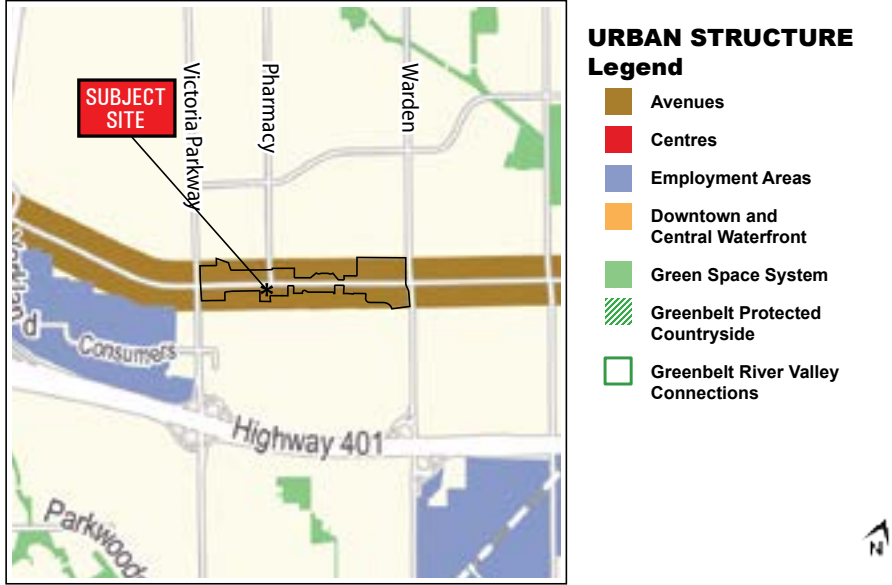 SUBJECT
SITE
Victoria Parkway
Pharmacy
Warden
Consumers
Highway 401
Parkwoods
URBAN STRUCTURE
Legend
Avenues
Centres
Employment Areas
Downtown and
Central Waterfront
Green Space System
Greenbelt Protected
Countryside
Greenbelt River Valley
Connections
N